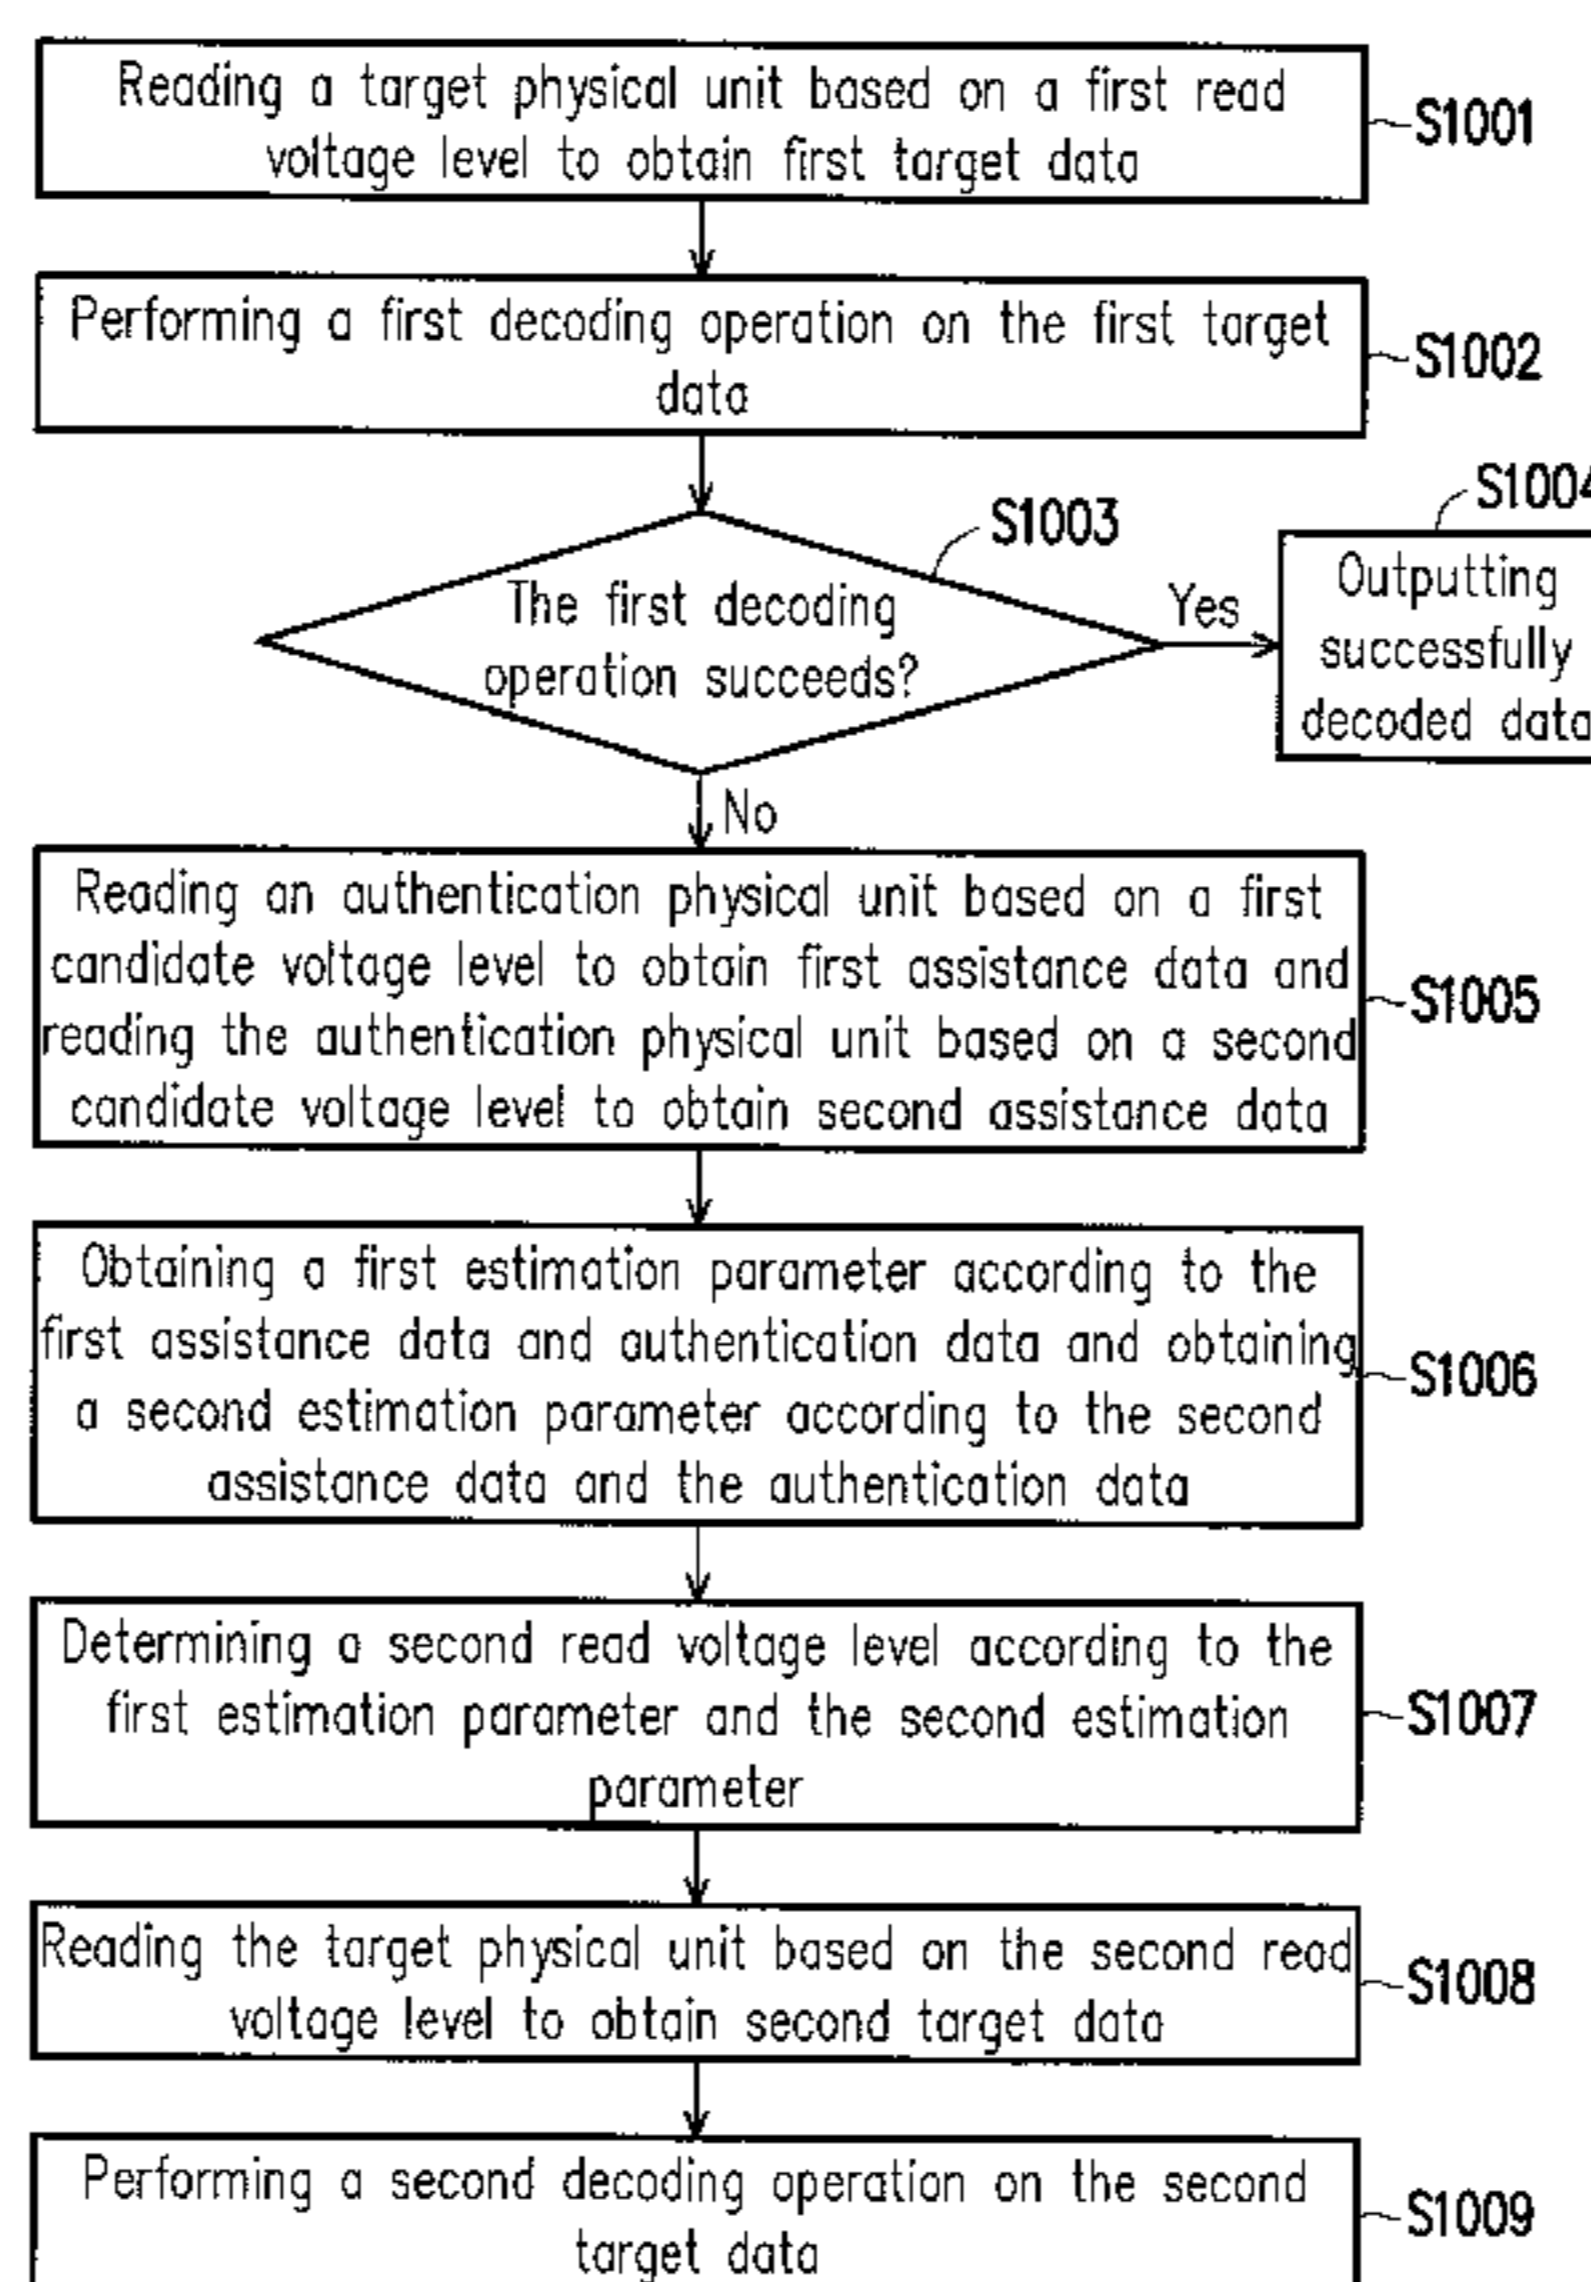 Reading a target physical unit based on a first read
voltage level to obtain first target data
S1001
Performing a first decoding operation on the first target
data
S1002
The first decoding
operation succeeds?
S1003
Yes
S1004
Outputting
successfully
decoded data
No
Reading an authentication physical unit based on a first
candidate voltage level to obtain first assistance data and
reading the authentication physical unit based on a second
candidate voltage level to obtain second assistance data
S1005
Obtaining a first estimation parameter according to the
first assistance data and authentication data and obtaining
a second estimation parameter according to the second
assistance data and the authentication data
S1006
Determining a second read voltage level according to the
first estimation parameter and the second estimation
parameter
S1007
Reading the target physical unit based on the second read
voltage level to obtain second target data
S1008
Performing a second decoding operation on the second
target data
S1009